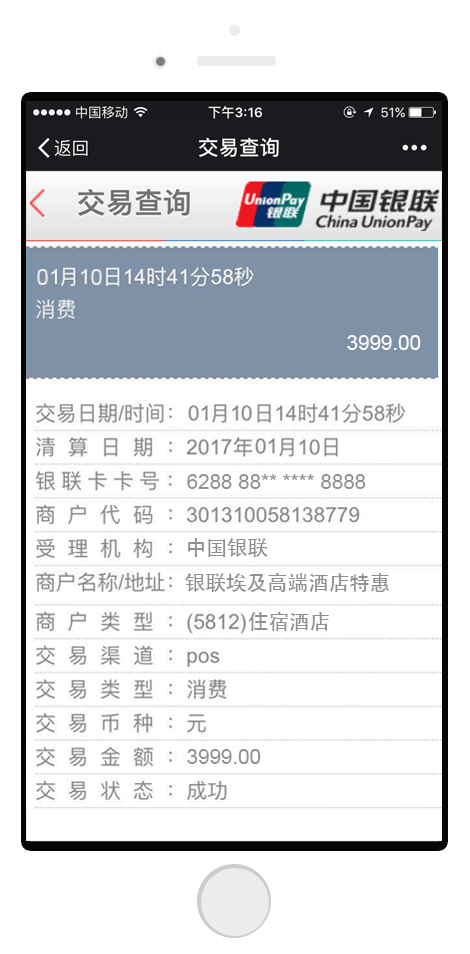 中国移动 下午3:16 51%
返回 交易查询
交易查询 UnionPay 银联 中国银联
China UnionPay
01月10日14时41分58秒
消费
3999.00
交易日期/时间: 01月10日14时41分58秒
清算日期: 2017年01月10日
银联卡卡号: 6288 88** **** 8888
商户代码: 301310058138779
受理机构: 中国银联
商户名称/地址: 银联埃及高端酒店特惠
商户类型: (5812)住宿酒店
交易渠道: pos
交易类型: 消费
交易币种: 元
交易金额: 3999.00
交易状态: 成功